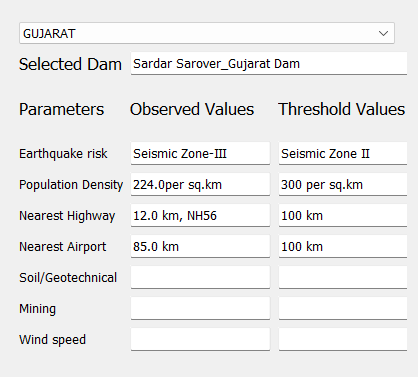 GUJARAT
Selected Dam Sardar Sarover_Gujarat Dam
Parameters Observed Values Threshold Values
Earthquake risk Seismic Zone-III Seismic Zone II
Population Density 224.0per sq.km 300 per sq.km
Nearest Highway 12.0 km, NH56 100 km
Nearest Airport 85.0 km 100 km
Soil/Geotechnical
Mining
Wind speed